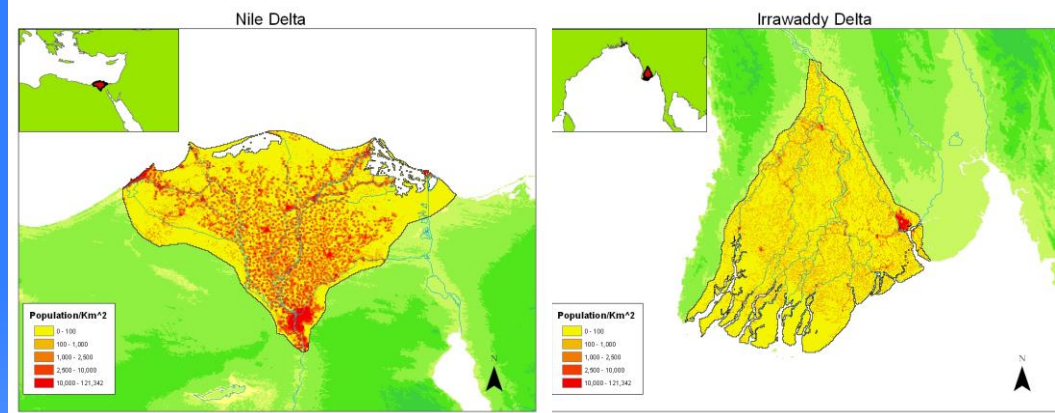 Nile Delta
Population/Km^2
0 - 100
100 - 1,000
1,000 - 2,500
2,500 - 10,000
10,000 - 121,342
N
Irrawaddy Delta
Population/Km^2
0 - 100
100 - 1,000
1,000 - 2,500
2,500 - 10,000
10,000 - 121,342
N